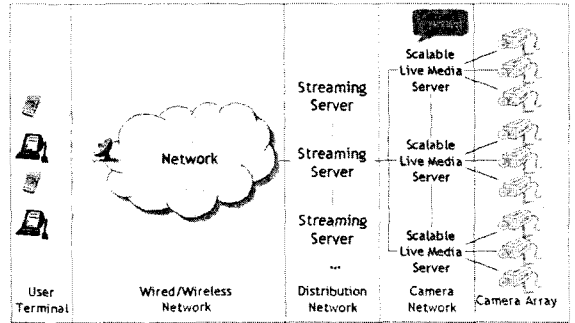 Scalable
Live Media
Server
Streaming
Server
Network
Streaming
Server
Scalable
Live Media
Server
Streaming
Server
...
Scalable
Live Media
Server
User
Terminal
Wired/Wireless
Network
Distribution
Network
Camera
Network
Camera Array